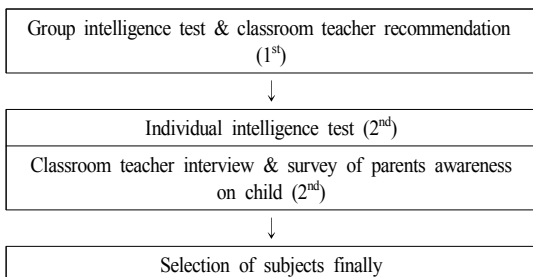 Group intelligence test & classroom teacher recommendation
(1st)
↓
Individual intelligence test (2nd)
Classroom teacher interview & survey of parents awareness
on child (2nd)
↓
Selection of subjects finally